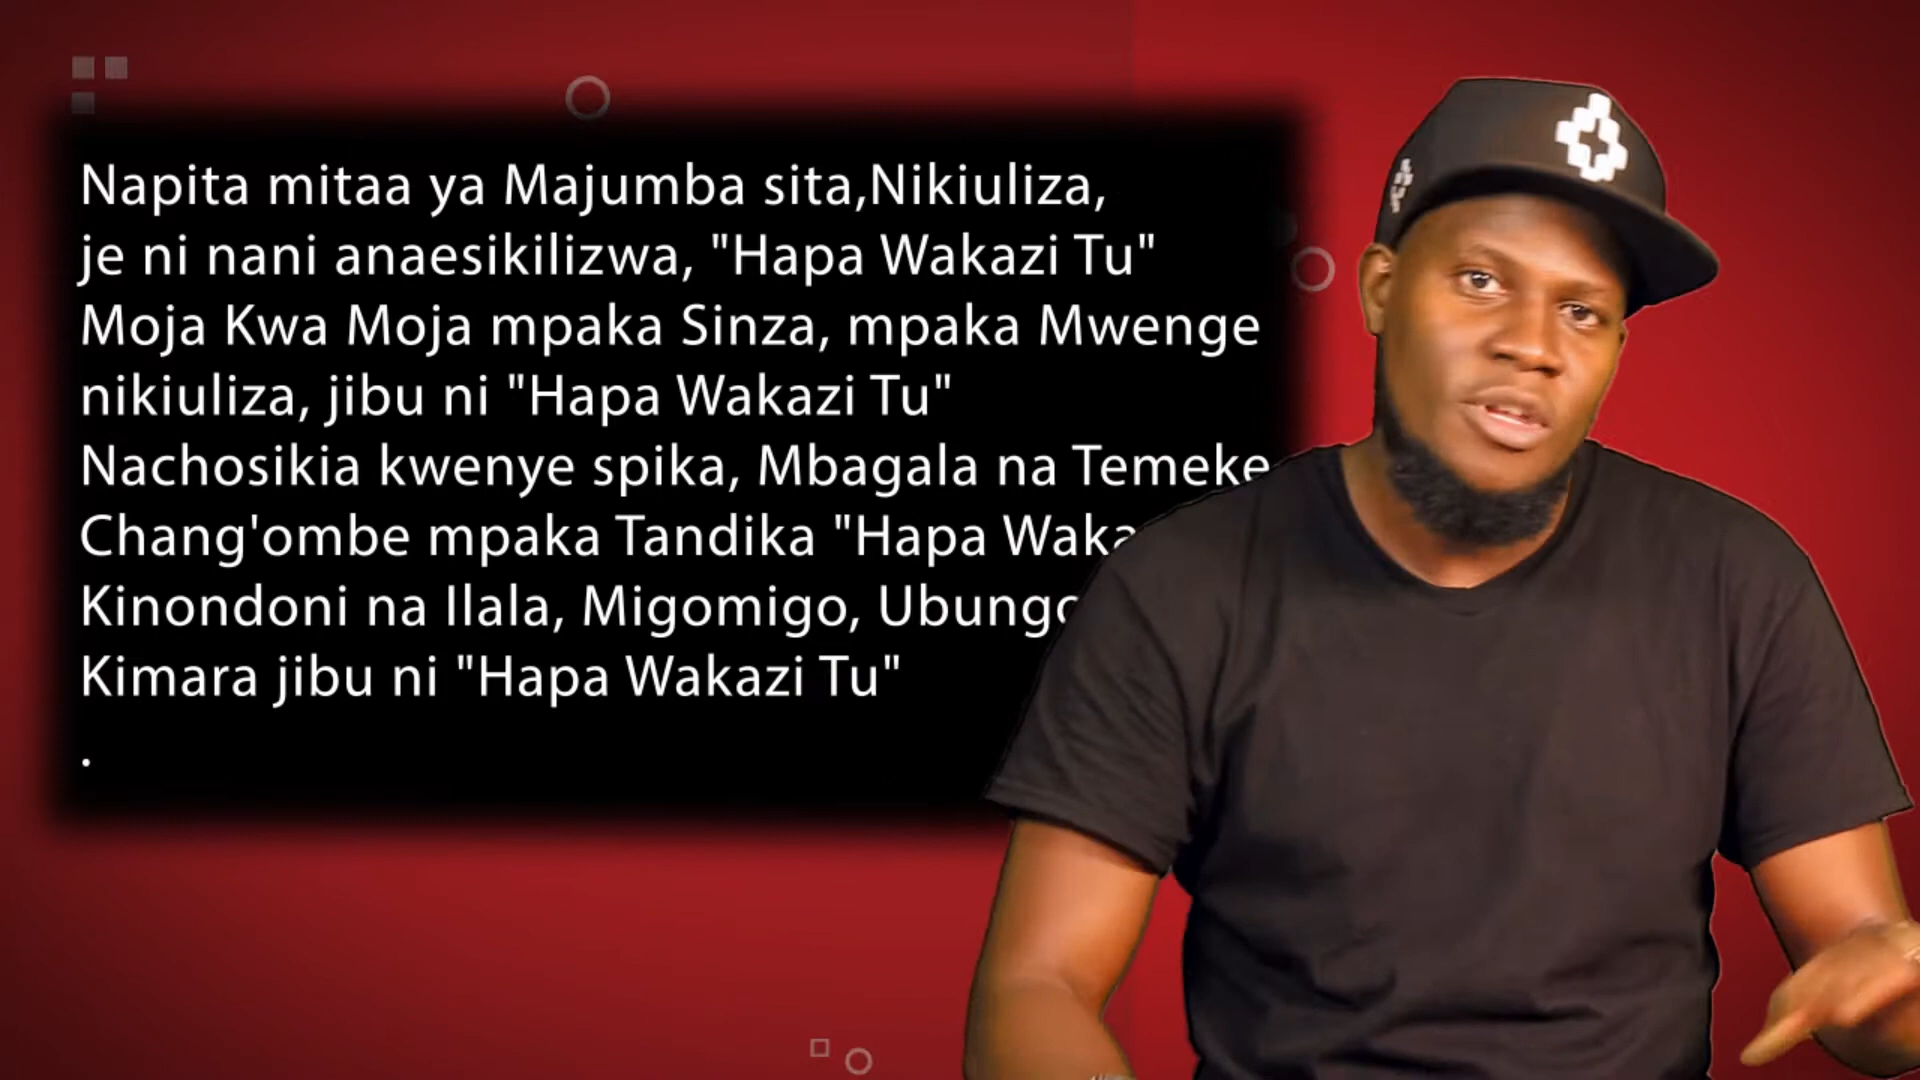 Napita mitaa ya Majumba sita,Nikiuliza,
je ni nani anaesikilizwa, "Hapa Wakazi Tu"
Moja Kwa Moja mpaka Sinza, mpaka Mwenge
nikiuliza, jibu ni "Hapa Wakazi Tu"
Nachosikia kwenye spika, Mbagala na Temeke
Chang'ombe mpaka Tandika "Hapa
Kinondoni na Ilala, Migomigo,
Kimara jibu ni "Hapa Wakazi Tu"
.